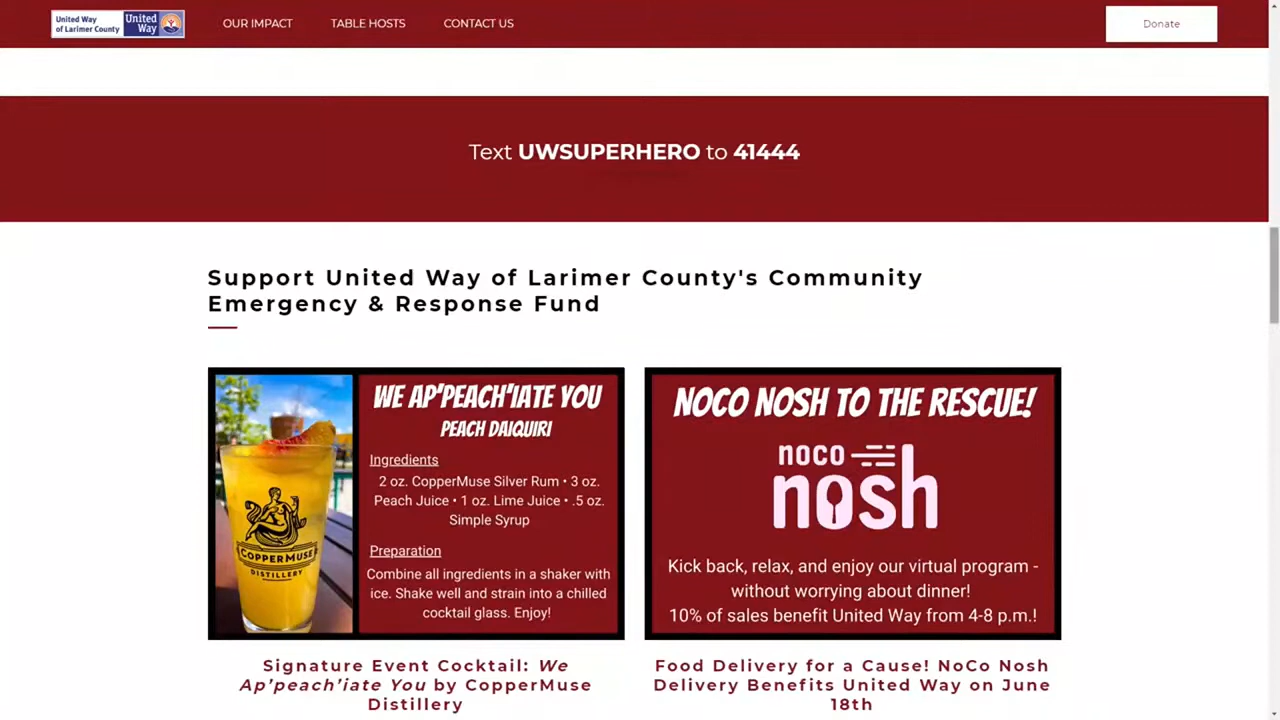 United Way
of Larimer County
United
Way
OUR IMPACT
TABLE HOSTS
CONTACT US
Donate
Text UWSUPERHERO to 41444
Support United Way of Larimer County's Community
Emergency & Response Fund
WE AP'PEACH'IATE YOU
PEACH DAIQUIRI
Ingredients
2 oz. CopperMuse Silver Rum • 3 oz.
Peach Juice • 1 oz. Lime Juice • .5 oz.
Simple Syrup
Preparation
Combine all ingredients in a shaker with
ice. Shake well and strain into a chilled
cocktail glass. Enjoy!
COPPERMUSE
DISTILLERY
NOCO NOSH TO THE RESCUE!
noco
nosh
Kick back, relax, and enjoy our virtual program -
without worrying about dinner!
10% of sales benefit United Way from 4-8 p.m.!
Signature Event Cocktail: We
Ap'peach'iate You by CopperMuse
Distillery
Food Delivery for a Cause! NoCo Nosh
Delivery Benefits United Way on June
18th